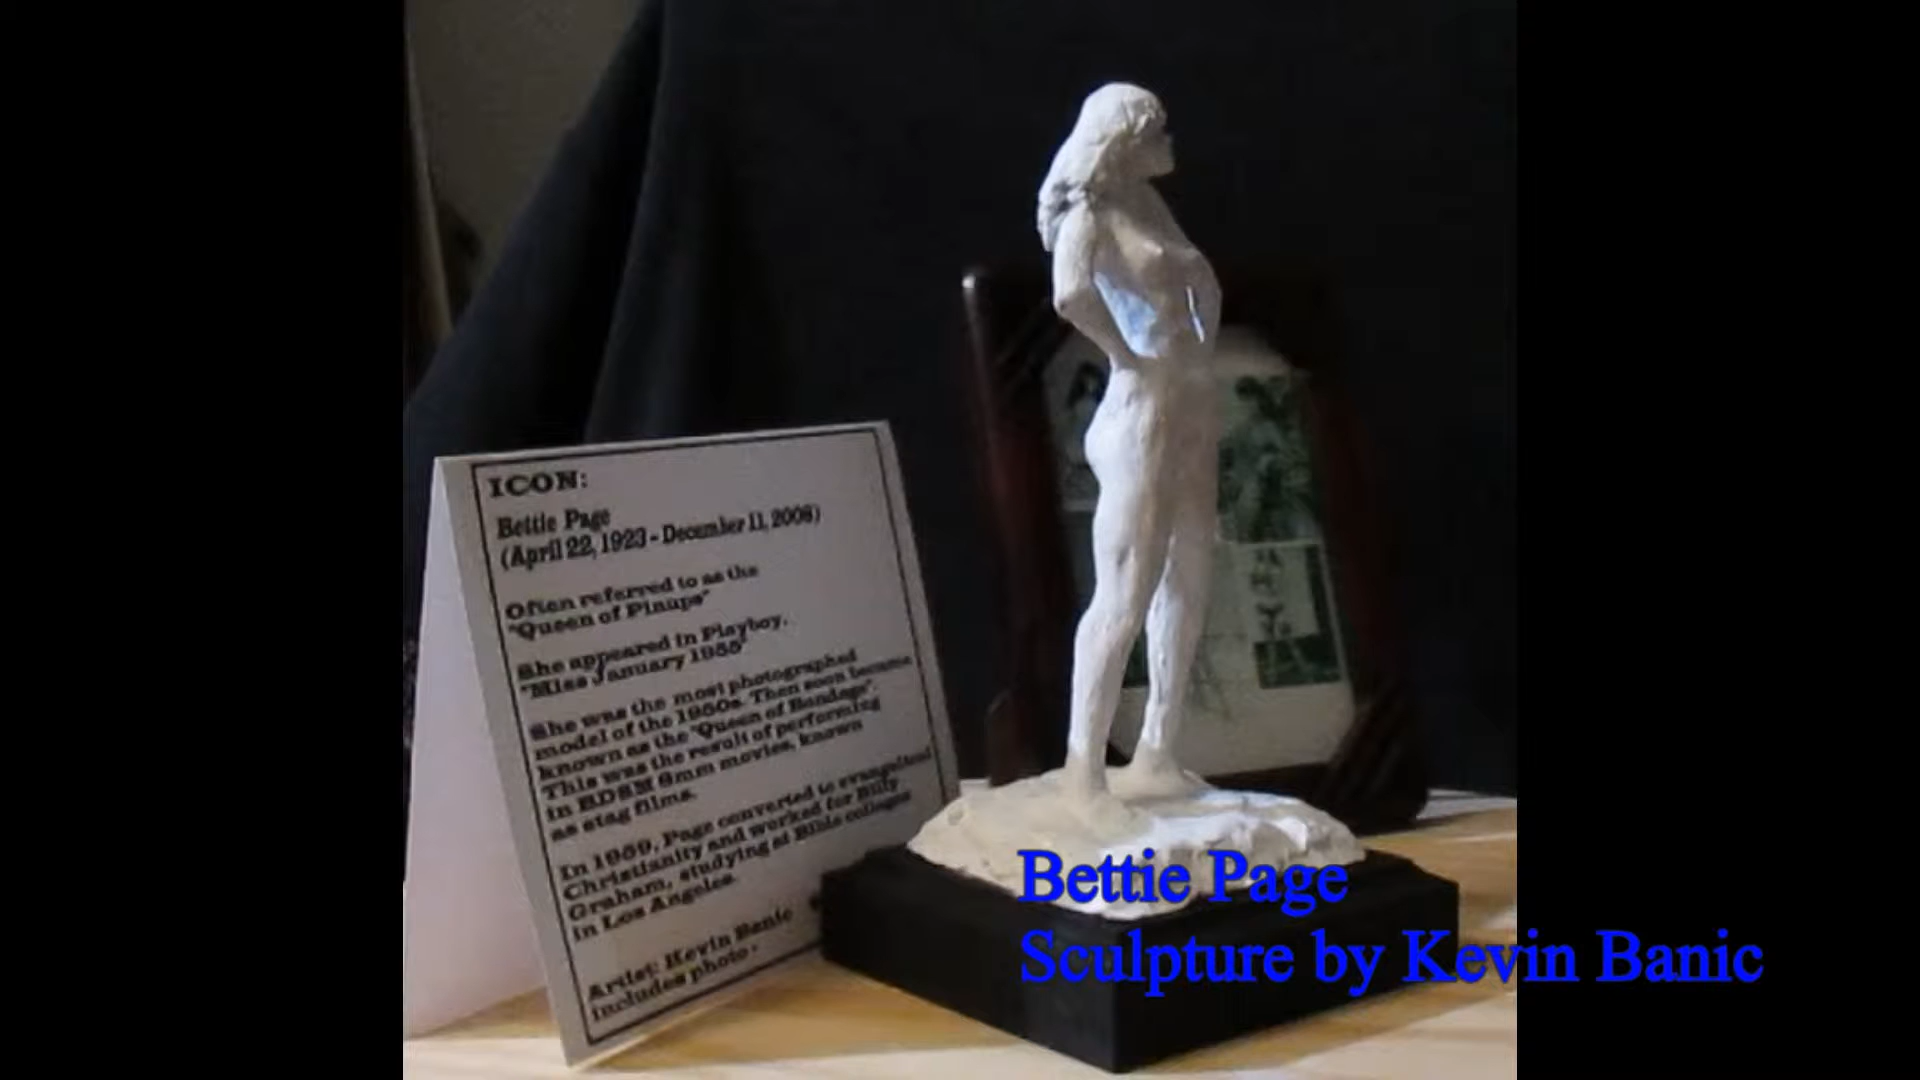 ICON:
Bettie Page
(April 22, 1923 - December 11, 2008)
Often referred to as the
"Queen of Pinups"
She appeared in Playboy,
"Miss January 1955"
She was the most photographed
model of the 1950s. Then soon became
known as the "Queen of Bondage".
This was the result of performing
in BDSM 8mm movies, known
as stag films.
In 1959, Page converted to evangelical
Christianity and worked for Billy
Graham, studying at Bible colleges
in Los Angeles.
Artist: Kevin Banic
includes photo -
Bettie Page
Sculpture by Kevin Banic